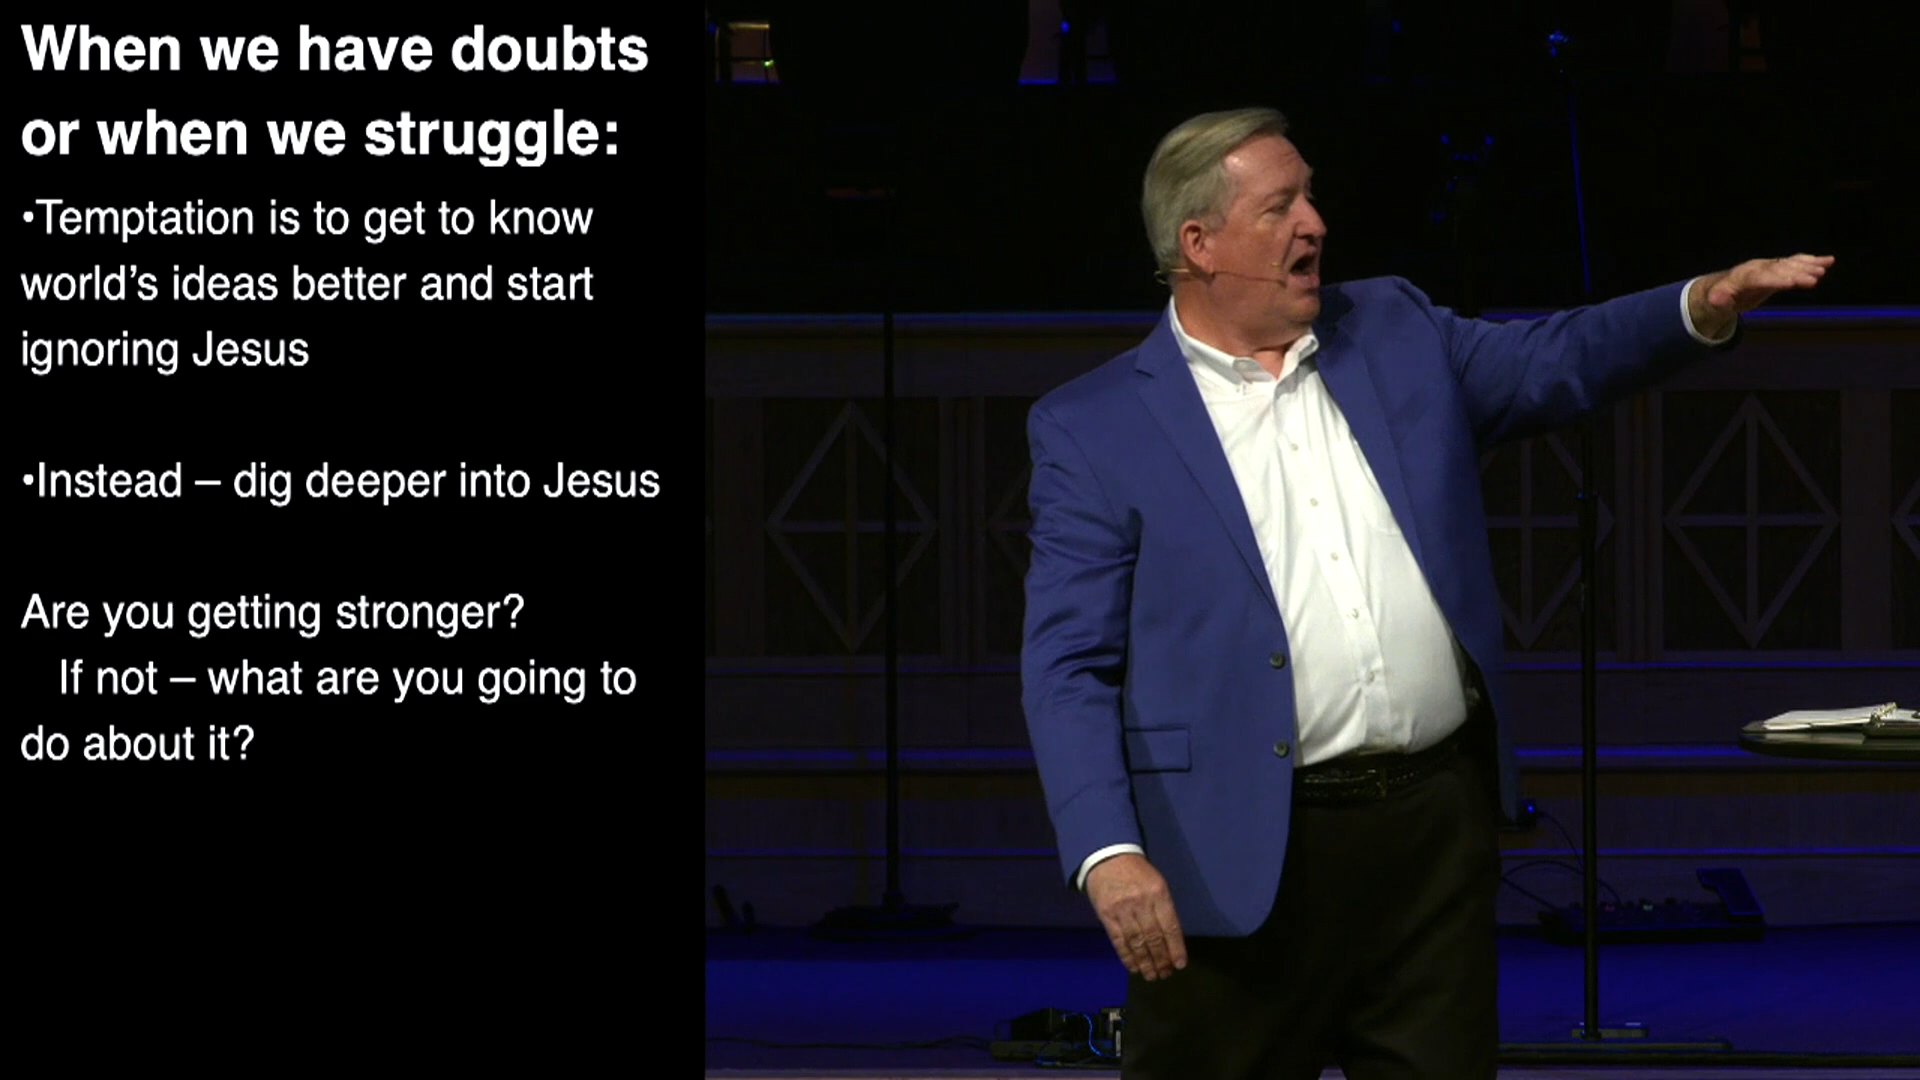 When we have doubts
or when we struggle:
•Temptation is to get to know
world’s ideas better and start
ignoring Jesus
•Instead – dig deeper into Jesus
Are you getting stronger?
If not – what are you going to
do about it?